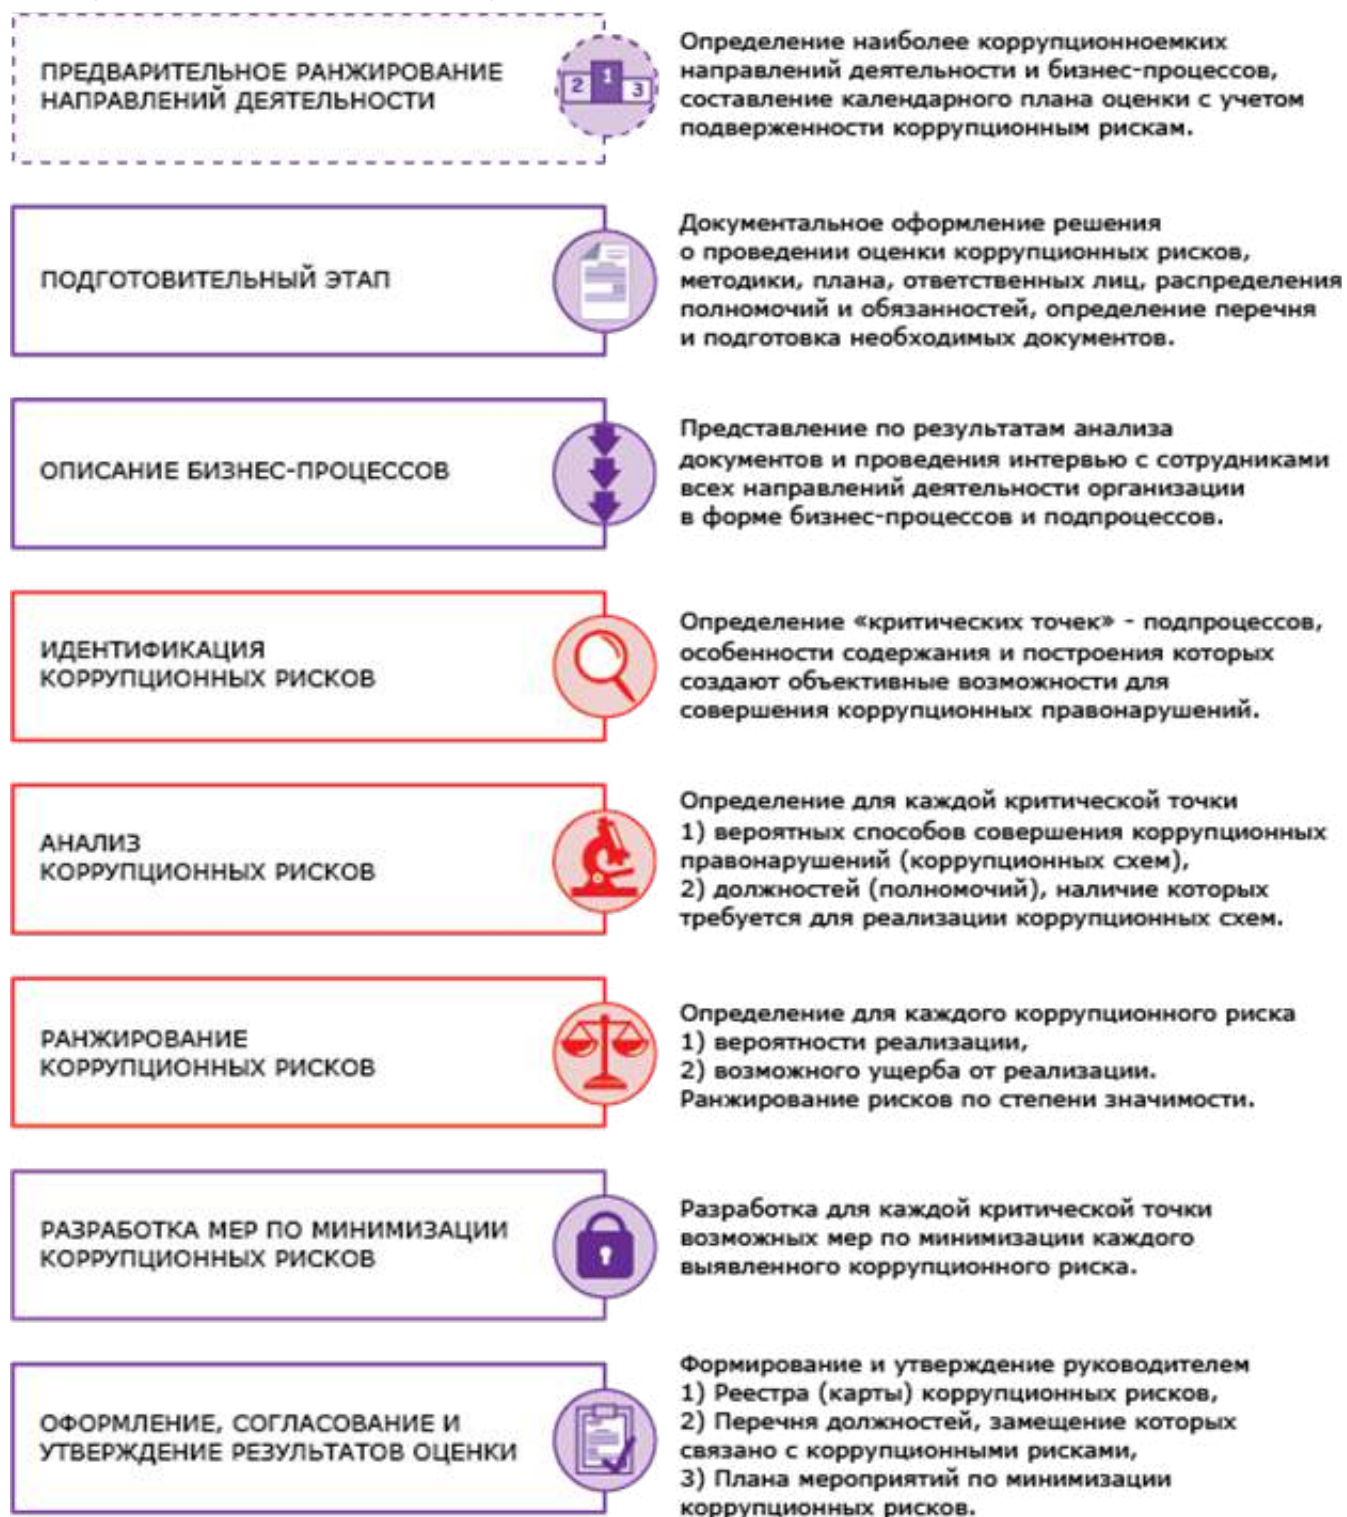 ПРЕДВАРИТЕЛЬНОЕ РАНЖИРОВАНИЕ
НАПРАВЛЕНИЙ ДЕЯТЕЛЬНОСТИ
2 1 3
Определение наиболее коррупционноемких
направлений деятельности и бизнес-процессов,
составление календарного плана оценки с учетом
подверженности коррупционным рискам.
ПОДГОТОВИТЕЛЬНЫЙ ЭТАП
Документальное оформление решения
о проведении оценки коррупционных рисков,
методики, плана, ответственных лиц, распределения
полномочий и обязанностей, определение перечня
и подготовка необходимых документов.
ОПИСАНИЕ БИЗНЕС-ПРОЦЕССОВ
Представление по результатам анализа
документов и проведения интервью с сотрудниками
всех направлений деятельности организации
в форме бизнес-процессов и подпроцессов.
ИДЕНТИФИКАЦИЯ
КОРРУПЦИОННЫХ РИСКОВ
Определение «критических точек» - подпроцессов,
особенности содержания и построения которых
создают объективные возможности для
совершения коррупционных правонарушений.
АНАЛИЗ
КОРРУПЦИОННЫХ РИСКОВ
Определение для каждой критической точки
1) вероятных способов совершения коррупционных
правонарушений (коррупционных схем),
2) должностей (полномочий), наличие которых
требуется для реализации коррупционных схем.
РАНЖИРОВАНИЕ
КОРРУПЦИОННЫХ РИСКОВ
Определение для каждого коррупционного риска
1) вероятности реализации,
2) возможного ущерба от реализации.
Ранжирование рисков по степени значимости.
РАЗРАБОТКА МЕР ПО МИНИМИЗАЦИИ
КОРРУПЦИОННЫХ РИСКОВ
Разработка для каждой критической точки
возможных мер по минимизации каждого
выявленного коррупционного риска.
ОФОРМЛЕНИЕ, СОГЛАСОВАНИЕ И
УТВЕРЖДЕНИЕ РЕЗУЛЬТАТОВ ОЦЕНКИ
Формирование и утверждение руководителем
1) Реестра (карты) коррупционных рисков,
2) Перечня должностей, замещение которых
связано с коррупционными рисками,
3) Плана мероприятий по минимизации
коррупционных рисков.